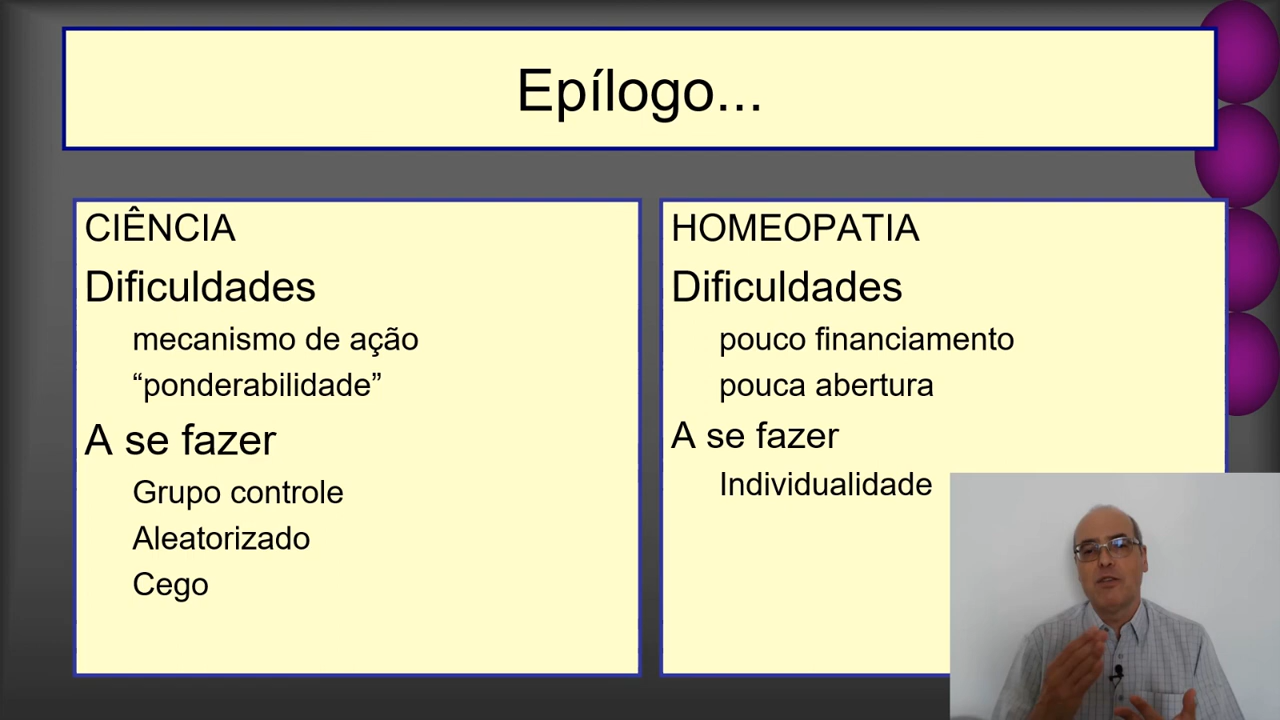 Epílogo...
CIÊNCIA
Dificuldades
mecanismo de ação
“ponderabilidade”
A se fazer
Grupo controle
Aleatorizado
Cego
HOMEOPATIA
Dificuldades
pouco financiamento
pouca abertura
A se fazer
Individualidade